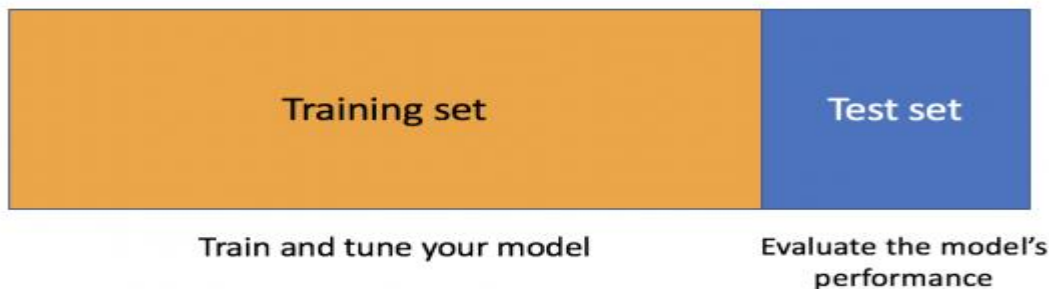 Training set
Test set
Train and tune your model
Evaluate the model's
performance